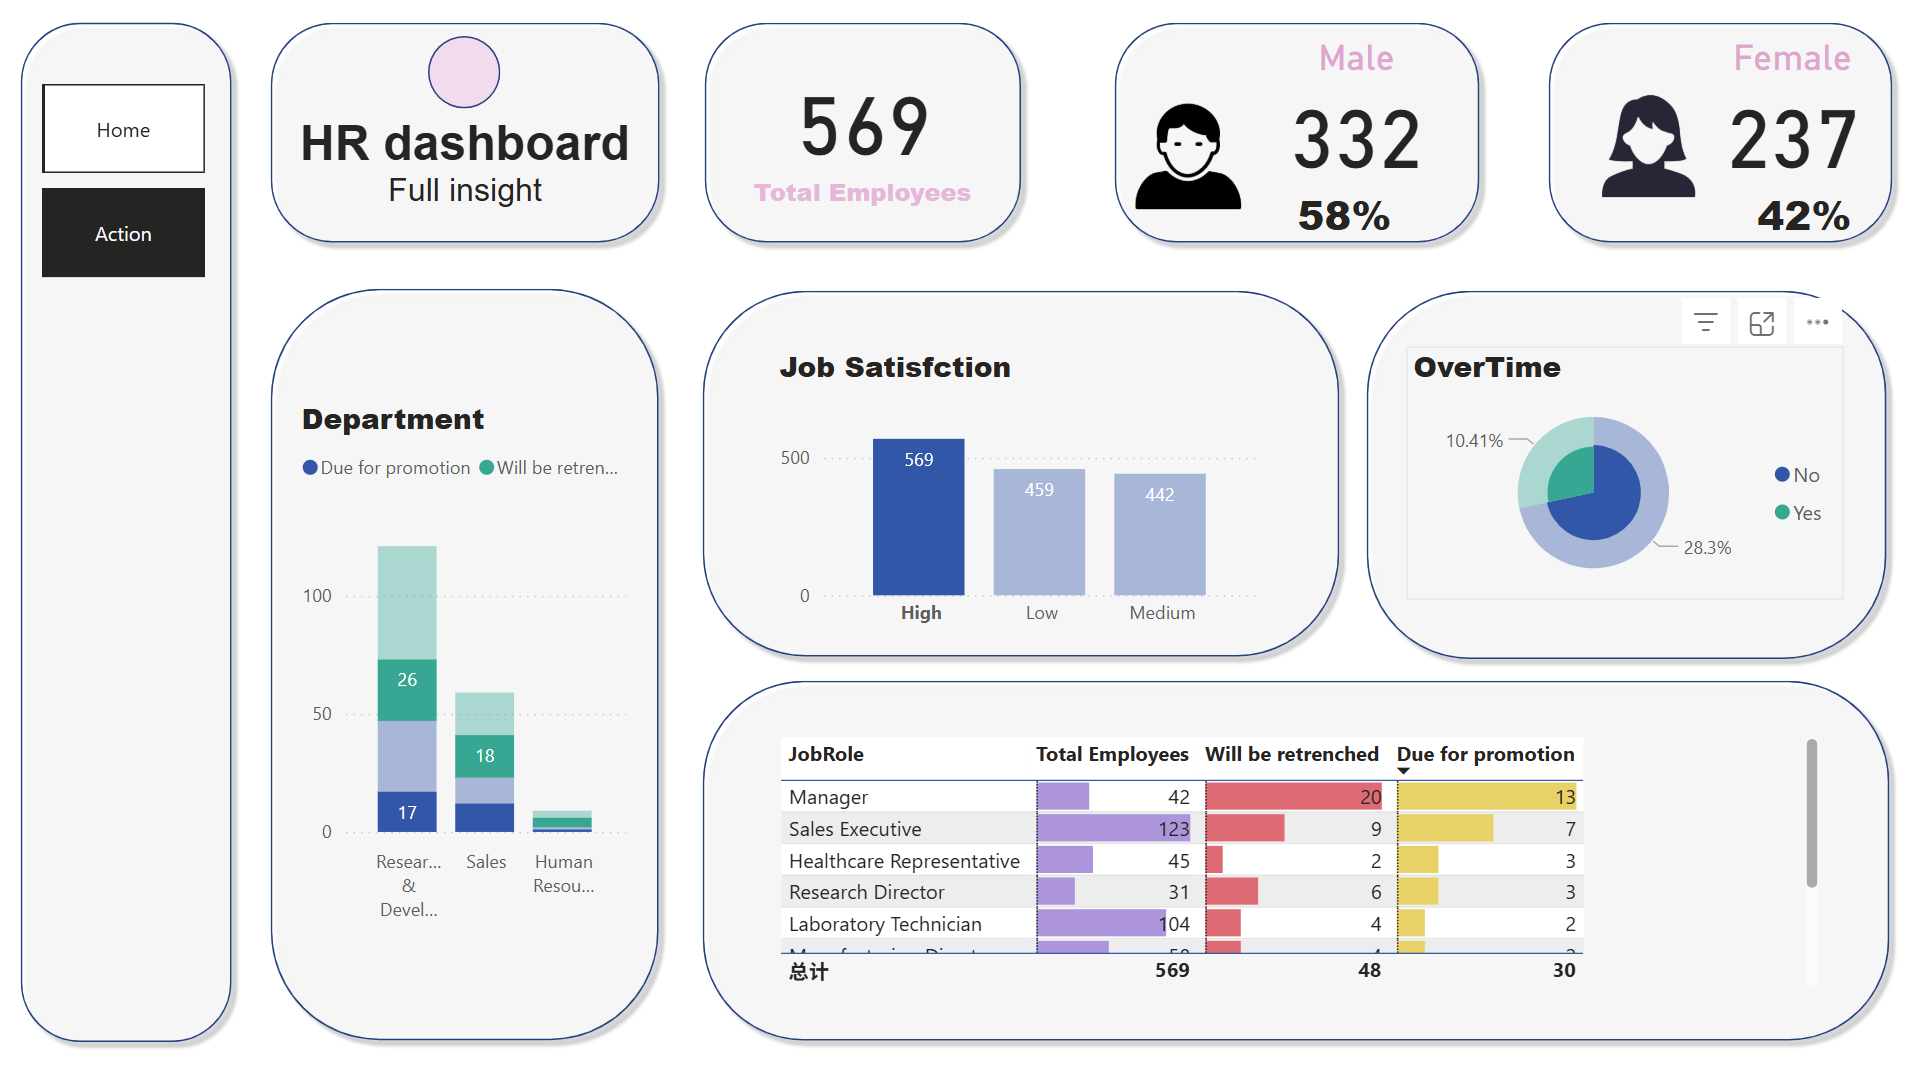 Home
Action
HR dashboard
Full insight
569
Total Employees
Male
332
58%
Female
237
42%
Department
Due for promotion Will be retren...
100
50
0
26
17
18
Resear...
&
Devel...
Sales
Human
Resou...
Job Satisfction
500
0
569
459
442
High Low Medium
OverTime
10.41%
28.3%
No
Yes
JobRole Total Employees Will be retrenched Due for promotion
Manager 42 20 13
Sales Executive 123 9 7
Healthcare Representative 45 2 3
Research Director 31 6 3
Laboratory Technician 104 4 2
总计 569 48 30